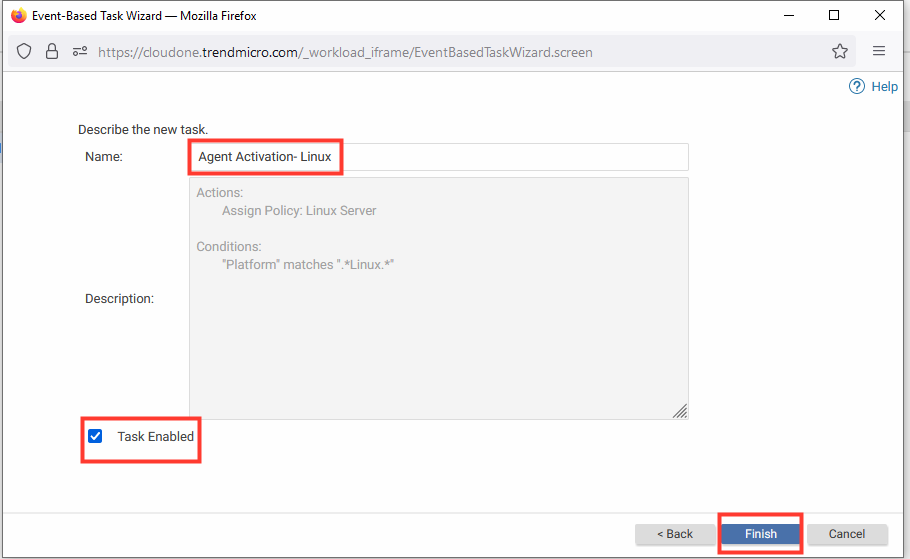 Event-Based Task Wizard — Mozilla Firefox
https://cloudone.trendmicro.com/_workload_iframe/EventBasedTaskWizard.screen
? Help
Describe the new task.
Name:
Agent Activation- Linux
Actions:
Assign Policy: Linux Server
Conditions:
"Platform" matches ".*Linux.*"
Description:
Task Enabled
< Back
Finish
Cancel